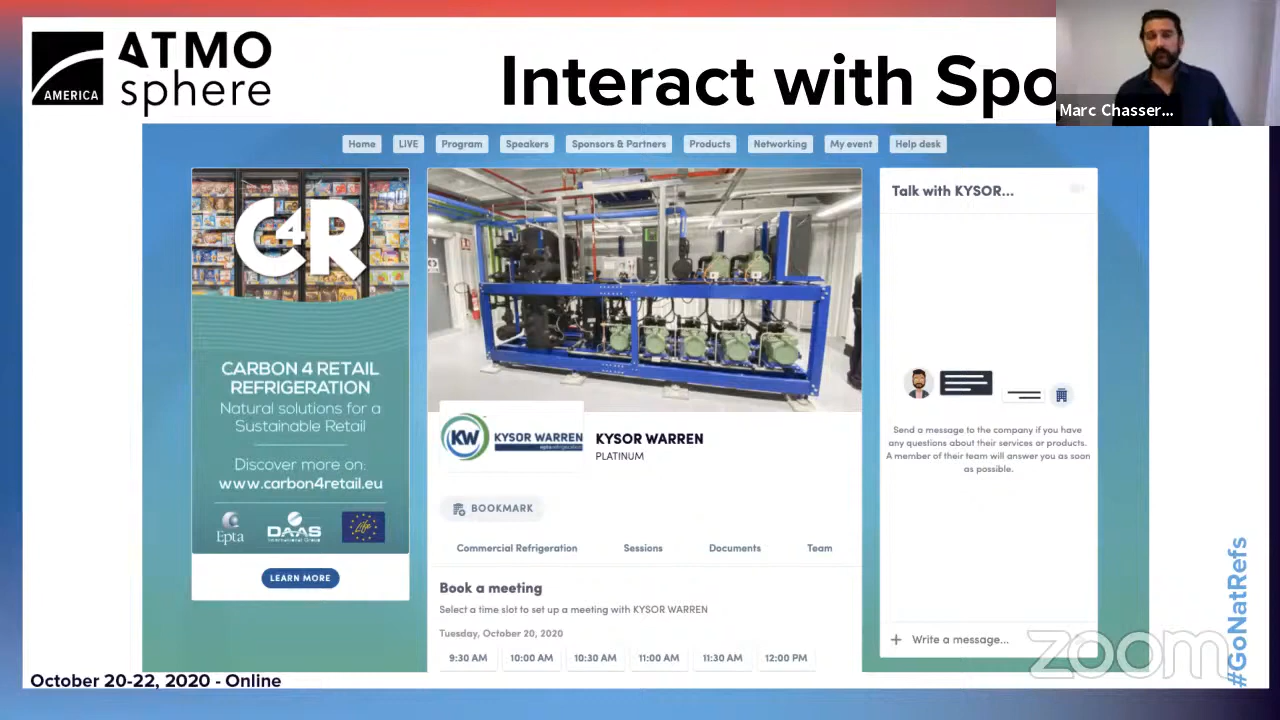 ATMO
sphere
AMERICA
Interact with Spo
Marc Chasser...
Home
LIVE
Program
Speakers
Sponsors & Partners
Products
Networking
My event
Help desk
C4R
CARBON 4 RETAIL
REFRIGERATION
Natural solutions for a
Sustainable Retail
Discover more on:
www.carbon4retail.eu
Epta
DAAS
International Group
Life
LEARN MORE
KW
KYSOR WARREN
epta refrigeration
KYSOR WARREN
PLATINUM
BOOKMARK
Commercial Refrigeration
Sessions
Documents
Team
Book a meeting
Select a time slot to set up a meeting with KYSOR WARREN
Tuesday, October 20, 2020
9:30 AM
10:00 AM
10:30 AM
11:00 AM
11:30 AM
12:00 PM
Talk with KYSOR...
Send a message to the company if you have
any questions about their services or products.
A member of their team will answer you as soon
as possible.
+ Write a message...
zoom
#GoNatRefs
October 20-22, 2020 - Online